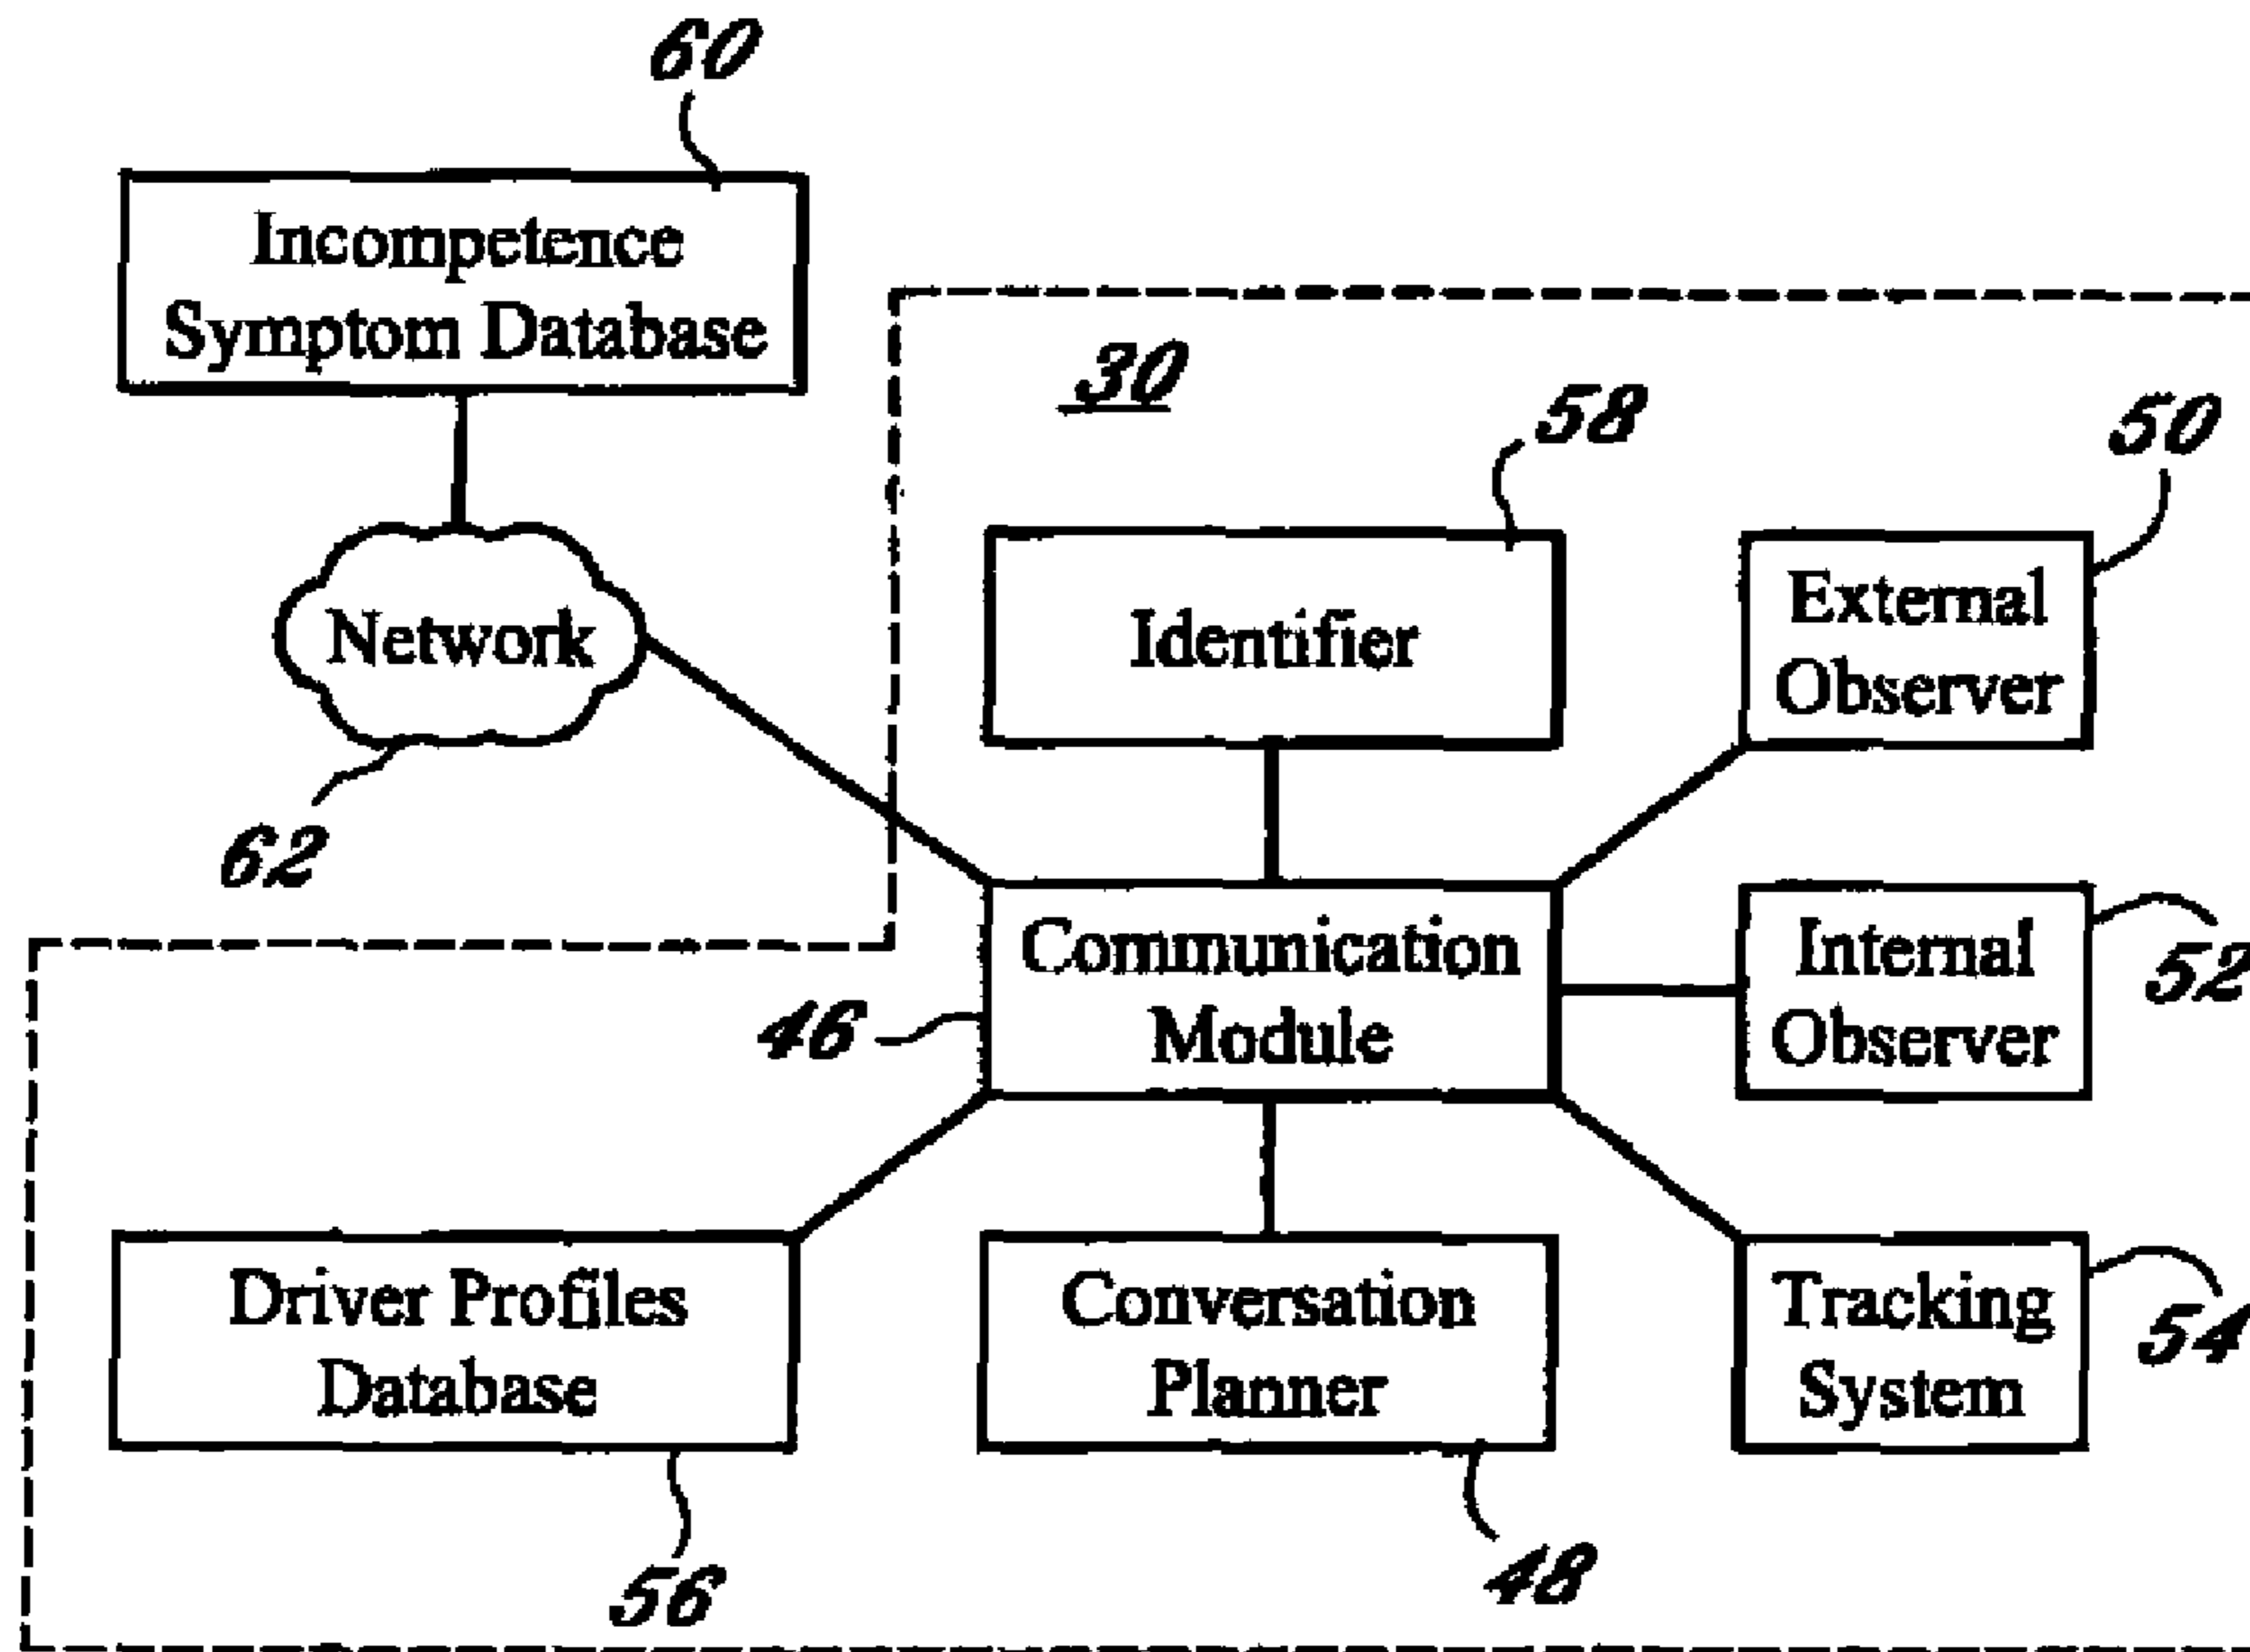 60
Incompetence
Symptom Database
30
58
50
Network
Identifier
External
Observer
62
46
Communication
Module
Internal
Observer
52
Driver Profiles
Database
Conversation
Planner
Tracking
System
54
56
48